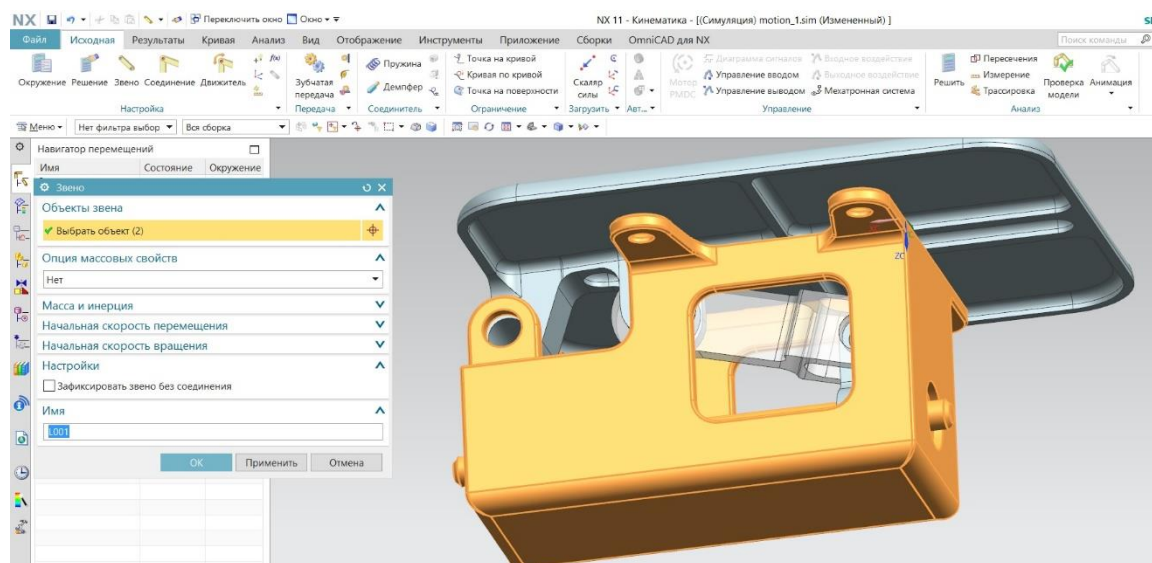 NX Переключить окно Окно NX 11 - Кинематика - [(Симуляция) motion_1.sim (Измененный) ]
Файл Исходная Результаты Кривая Анализ Вид Отображение Инструменты Приложение Сборки OmniCAD для NX Поиск команды
Пружина Точка на кривой Диаграмма сигналов Входное воздействие Пересечения
Окружение Решение Звено Соединение Движитель Зубчатая передача Демпфер Кривая по кривой Скаляр силы Мотор PMDC Управление вводом Выходное воздействие Решить Измерение Проверка модели Анимация
Точка на поверхности Управление выводом Мехатронная система Трассировка
Настройка Передача Соединитель Ограничение Загрузить Авт... Управление Анализ
Меню Нет фильтра выбор Вся сборка
Навигатор перемещений
Имя Состояние Окружение
Звено
Объекты звена
Выбрать объект (2)
Опция массовых свойств
Нет
Масса и инерция
Начальная скорость перемещения
Начальная скорость вращения
Настройки
Зафиксировать звено без соединения
Имя
L001
OK Применить Отмена
ZC